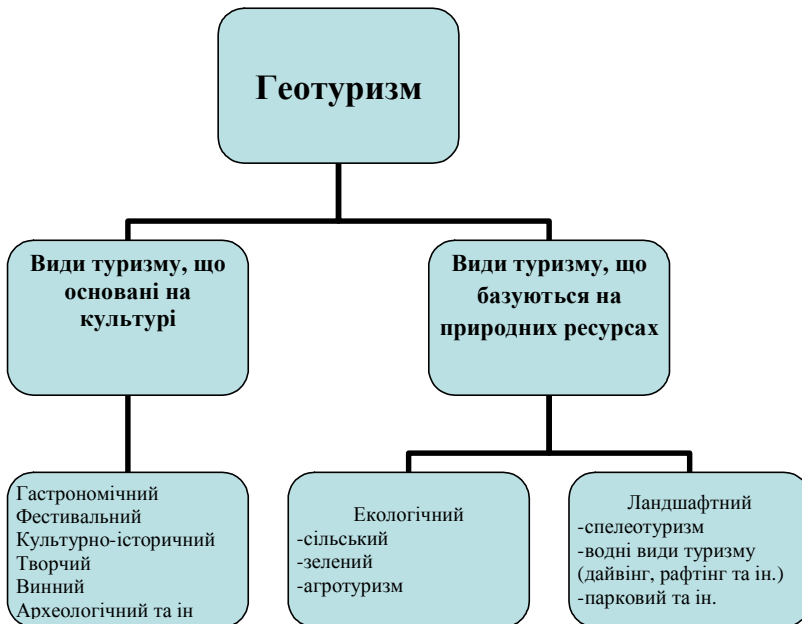 Геотуризм
Види туризму, що
основані на
культурі
Види туризму, що
базуються на
природних ресурсах
Гастрономічний
Фестивальний
Культурно-історичний
Творчий
Винний
Археологічний та ін
Екологічний
-сільський
-зелений
-агротуризм
Ландшафтний
-спелеотуризм
-водні види туризму
(дайвінг, рафтінг та ін.)
-парковий та ін.